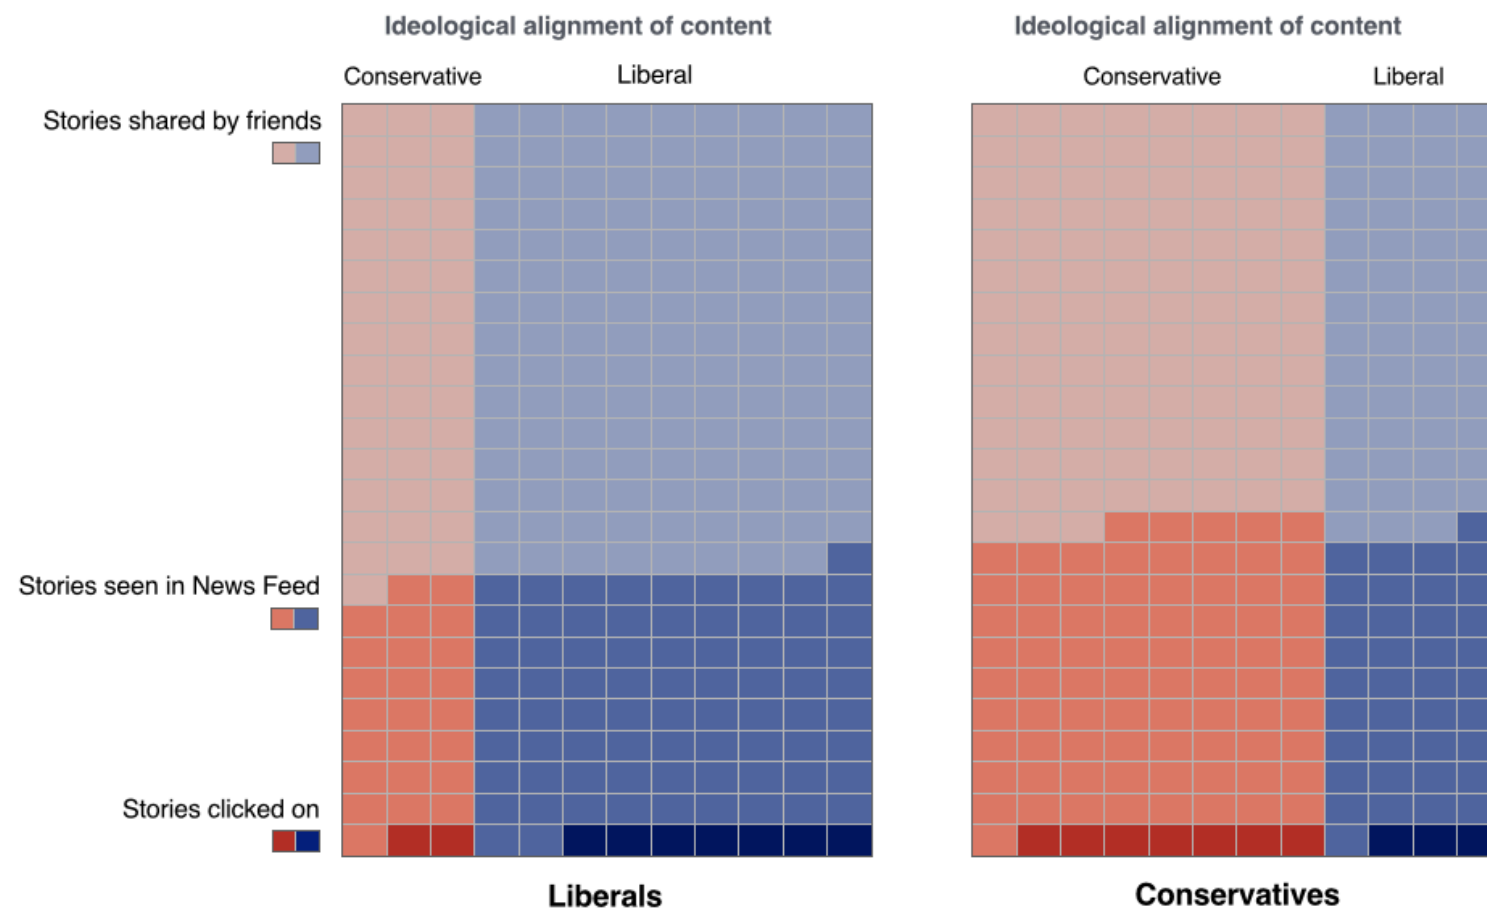 Ideological alignment of content
Ideological alignment of content
Conservative
Liberal
Conservative
Liberal
Stories shared by friends
Stories seen in News Feed
Stories clicked on
Liberals
Conservatives